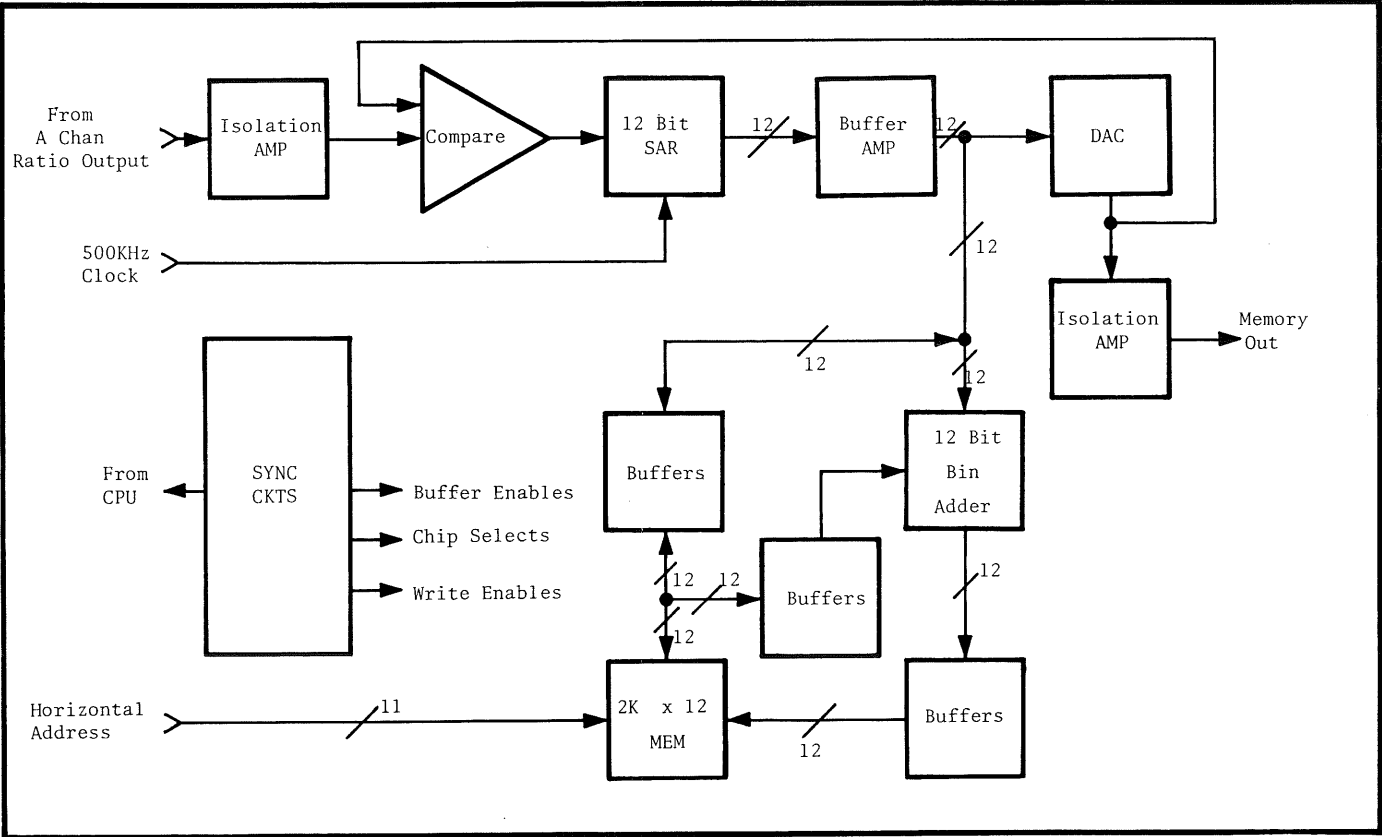 From
A Chan
Ratio Output
Isolation
AMP
Compare
12 Bit
SAR
12
Buffer
AMP
12
DAC
500KHz
Clock
12
Isolation
AMP
Memory
Out
12
12
From
CPU
SYNC
CKTS
Buffer Enables
Chip Selects
Write Enables
Buffers
12 Bit
Bin
Adder
12
12
12
Buffers
12
Horizontal
Address
11
2K x 12
MEM
12
Buffers